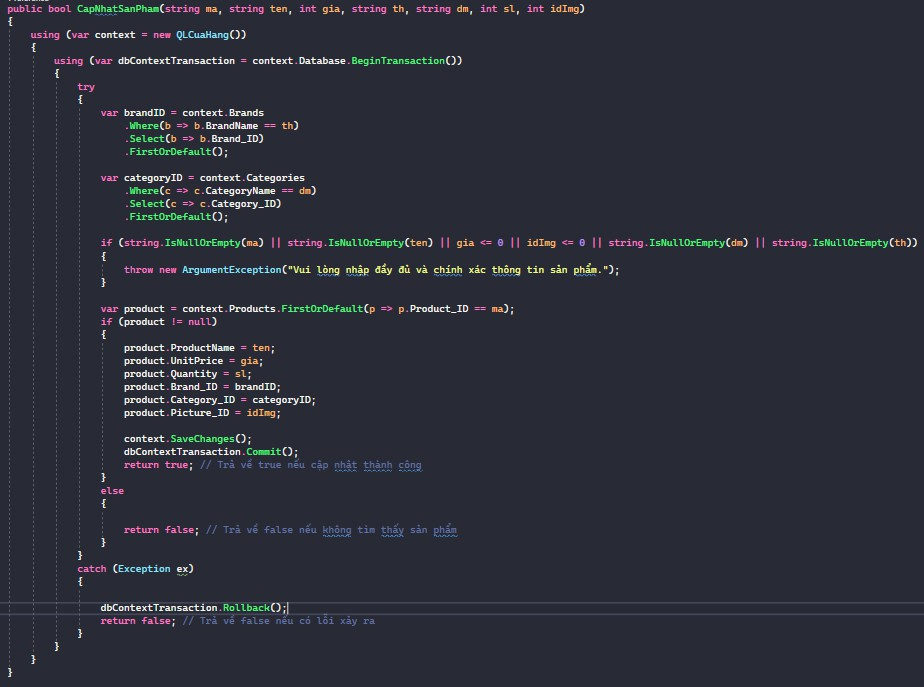 public bool CapNhatSanPham(string ma, string ten, int gia, string th, string dm, int sl, int idImg)
{
using (var context = new QLCuaHang())
{
using (var dbContextTransaction = context.Database.BeginTransaction())
{
try
{
var brandID = context.Brands
.Where(b => b.BrandName == th)
.Select(b => b.Brand_ID)
.FirstOrDefault();
var categoryID = context.Categories
.Where(c => c.CategoryName == dm)
.Select(c => c.Category_ID)
.FirstOrDefault();
if (string.IsNullOrEmpty(ma) || string.IsNullOrEmpty(ten) || gia <= 0 || idImg <= 0 || string.IsNullOrEmpty(dm) || string.IsNullOrEmpty(th))
{
throw new ArgumentException("Vui lòng nhập đầy đủ và chính xác thông tin sản phẩm.");
}
var product = context.Products.FirstOrDefault(p => p.Product_ID == ma);
if (product != null)
{
product.ProductName = ten;
product.UnitPrice = gia;
product.Quantity = sl;
product.Brand_ID = brandID;
product.Category_ID = categoryID;
product.Picture_ID = idImg;
context.SaveChanges();
dbContextTransaction.Commit();
return true; // Trả về true nếu cập nhật thành công
}
else
{
return false; // Trả về false nếu không tìm thấy sản phẩm
}
}
catch (Exception ex)
{
dbContextTransaction.Rollback();
return false; // Trả về false nếu có lỗi xảy ra
}
}
}
}